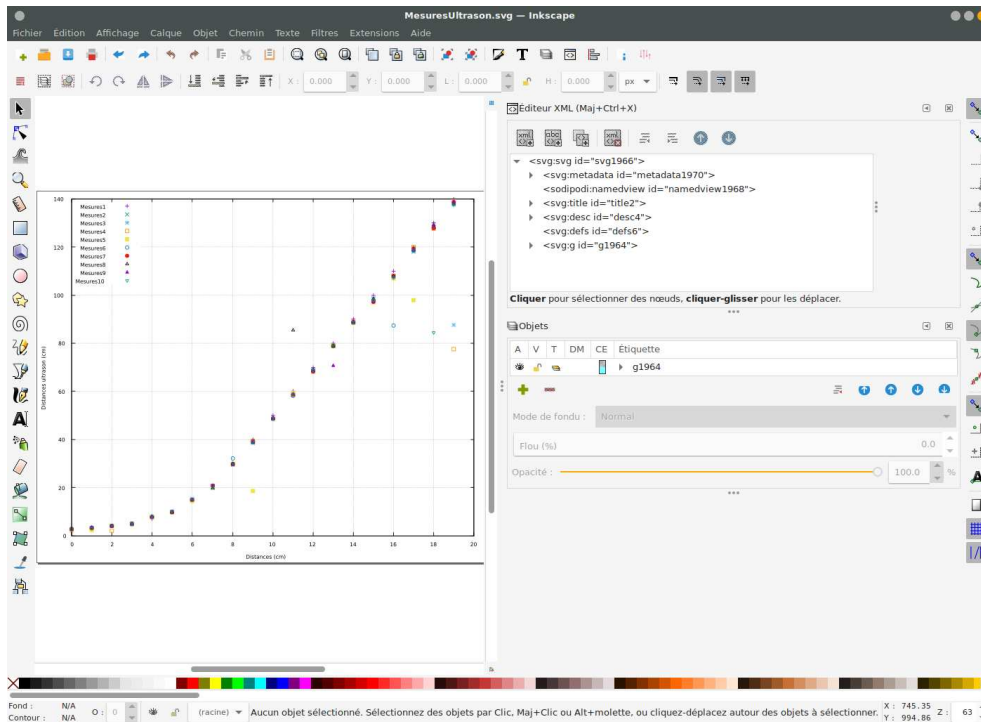 MesuresUltrason.svg — Inkscape
Fichier Édition Affichage Calque Objet Chemin Texte Filtres Extensions Aide
X : 0.000 Y : 0.000 L : 0.000 H : 0.000 px
Éditeur XML (Maj+Ctrl+X)
<svg:svg id="svg1966">
<svg:metadata id="metadata1970">
<sodipodi:namedview id="namedview1968">
<svg:title id="title2">
<svg:desc id="desc4">
<svg:defs id="defs6">
<svg:g id="g1964">
Cliquer pour sélectionner des nœuds, cliquer-glisser pour les déplacer.
Objets
A V T DM CE Étiquette
g1964
Mode de fondu : Normal
Flou (%) 0.0
Opacité : 100.0 %
Mesures1
Mesures2
Mesures3
Mesures4
Mesures5
Mesures6
Mesures7
Mesures8
Mesures9
Mesures10
140
120
100
80
60
40
20
0
Distances ultrason (cm)
0 2 4 6 8 10 12 14 16 18 20
Distances (cm)
Fond : N/A
Contour : N/A
O : 0
(racine)
Aucun objet sélectionné. Sélectionnez des objets par Clic, Maj+Clic ou Alt+molette, ou cliquez-déplacez autour des objets à sélectionner.
X : 745.35
Y : 994.86
Z : 63